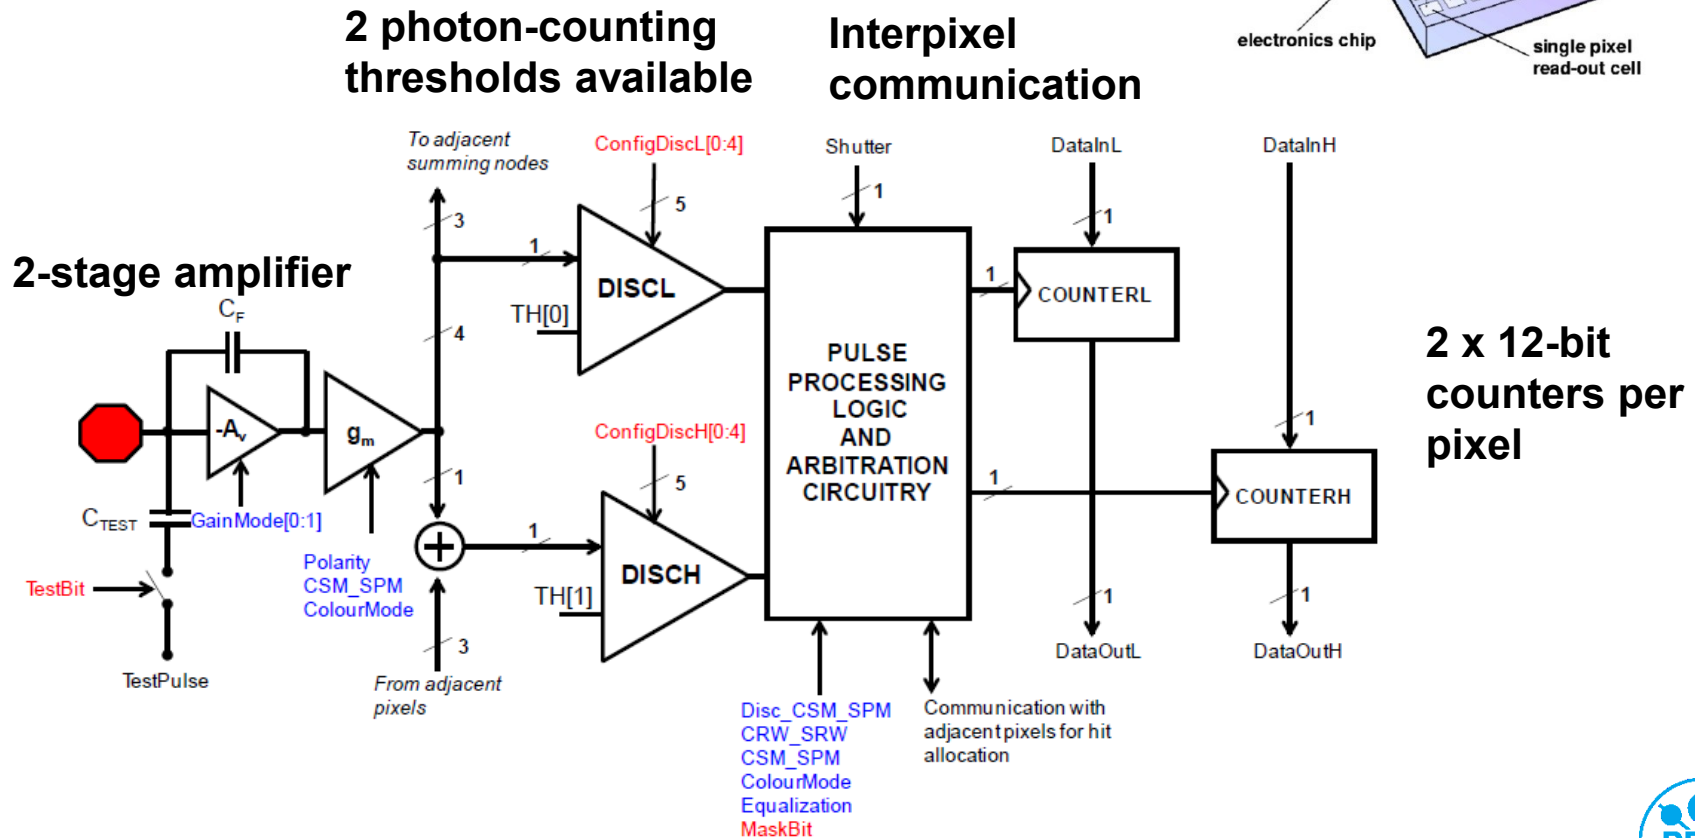 2 photon-counting
thresholds available
Interpixel
communication
electronics chip
single pixel
read-out cell
To adjacent
summing nodes
ConfigDiscL[0:4]
Shutter
DataInL
DataInH
3
5
1
1
1
2-stage amplifier
DISCL
TH[0]
1
COUNTERL
CF
4
2 x 12-bit
counters per
pixel
PULSE
PROCESSING
LOGIC
AND
ARBITRATION
CIRCUITRY
-Av
gm
ConfigDiscH[0:4]
1
1
5
1
COUNTERH
CTEST
GainMode[0:1]
1
Polarity
CSM_SPM
ColourMode
DISCH
TH[1]
TestBit
3
1
1
TestPulse
From adjacent
pixels
DataOutL
DataOutH
Disc_CSM_SPM
CRW_SRW
CSM_SPM
ColourMode
Equalization
MaskBit
Communication with
adjacent pixels for hit
allocation